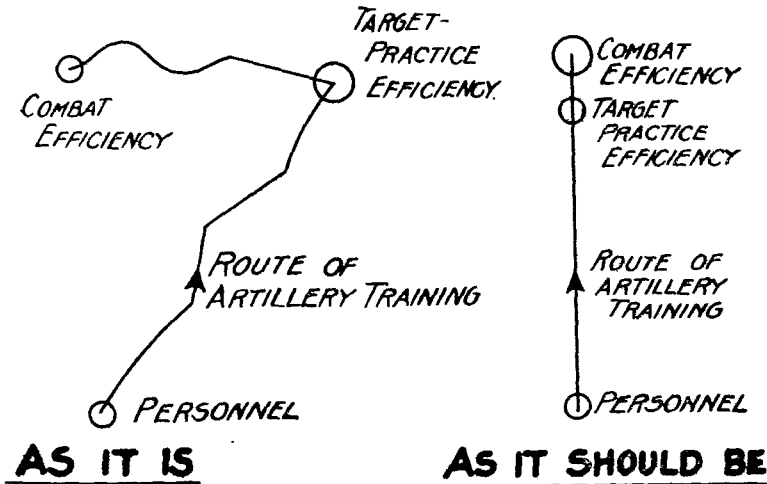 TARGET-
PRACTICE
EFFICIENCY.
COMBAT
EFFICIENCY
ROUTE OF
ARTILLERY TRAINING
PERSONNEL
AS IT IS
COMBAT
EFFICIENCY
TARGET
PRACTICE
EFFICIENCY
ROUTE OF
ARTILLERY
TRAINING
PERSONNEL
AS IT SHOULD BE